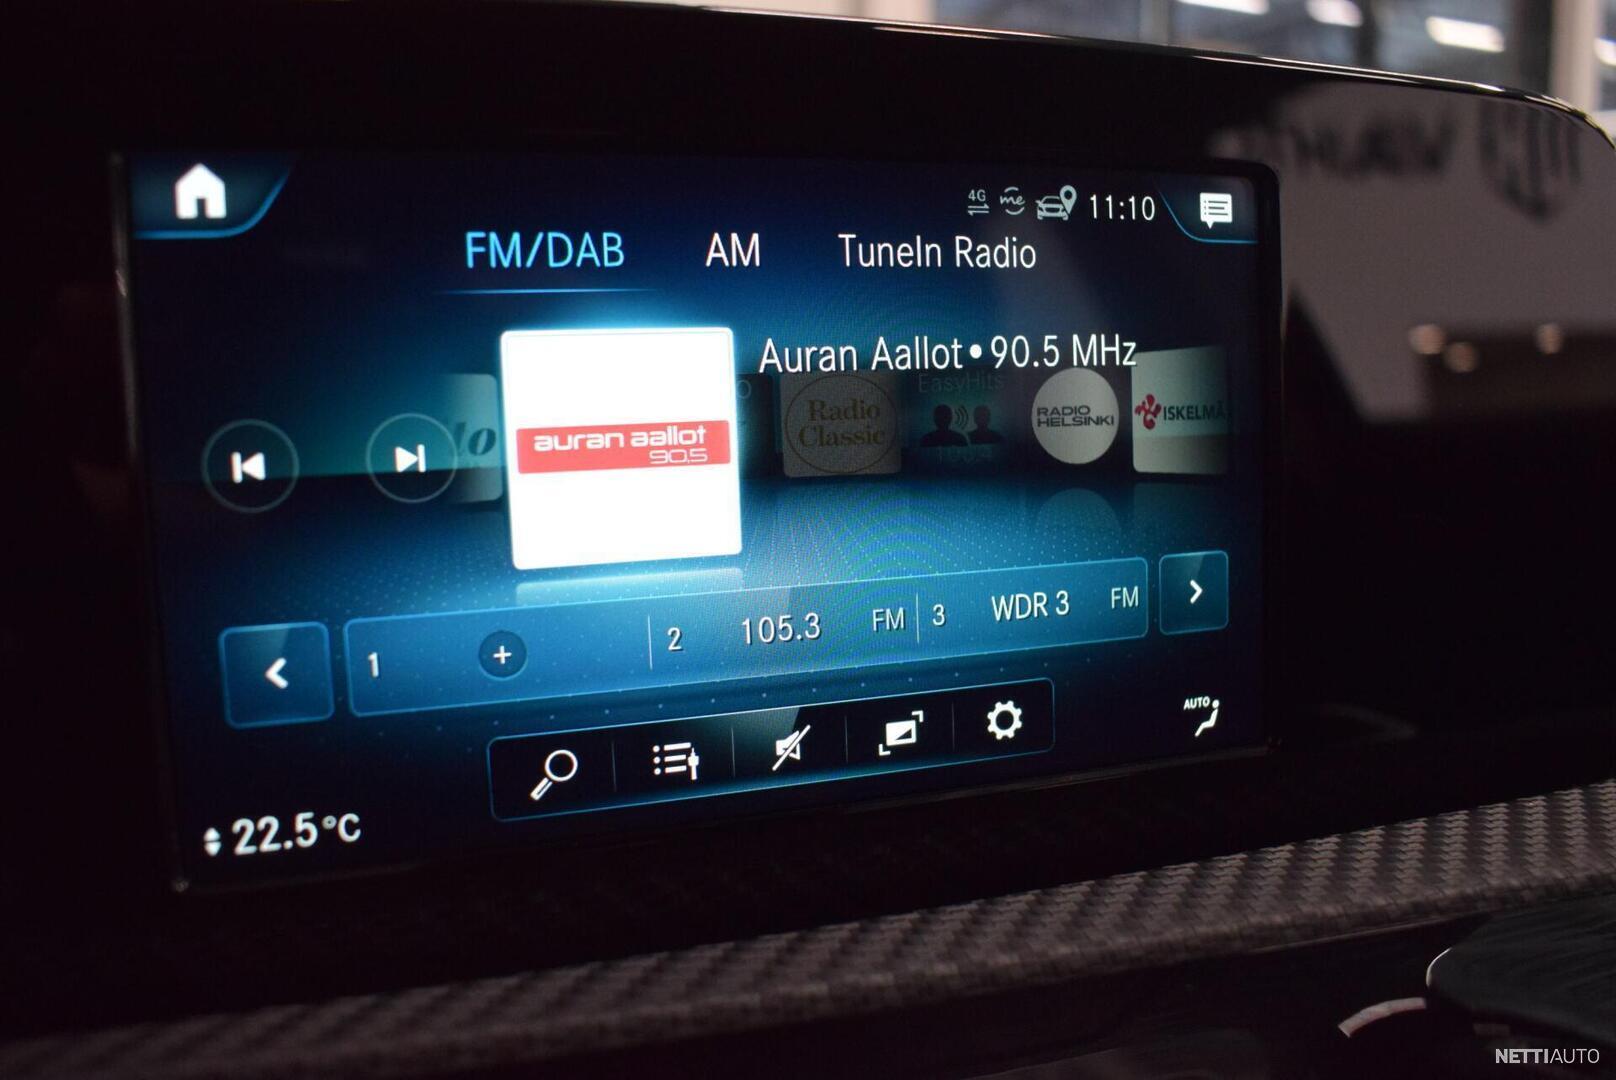 4G me 11:10
FM/DAB AM TuneIn Radio
Auran Aallot • 90.5 MHz
auran aallot
90,5
Radio
Classic
EasyHits
RADIO
HELSINKI
ISKELMÄ
1 + 2 105.3 FM 3 WDR 3 FM
AUTO
22.5°C
NETTIAUTO